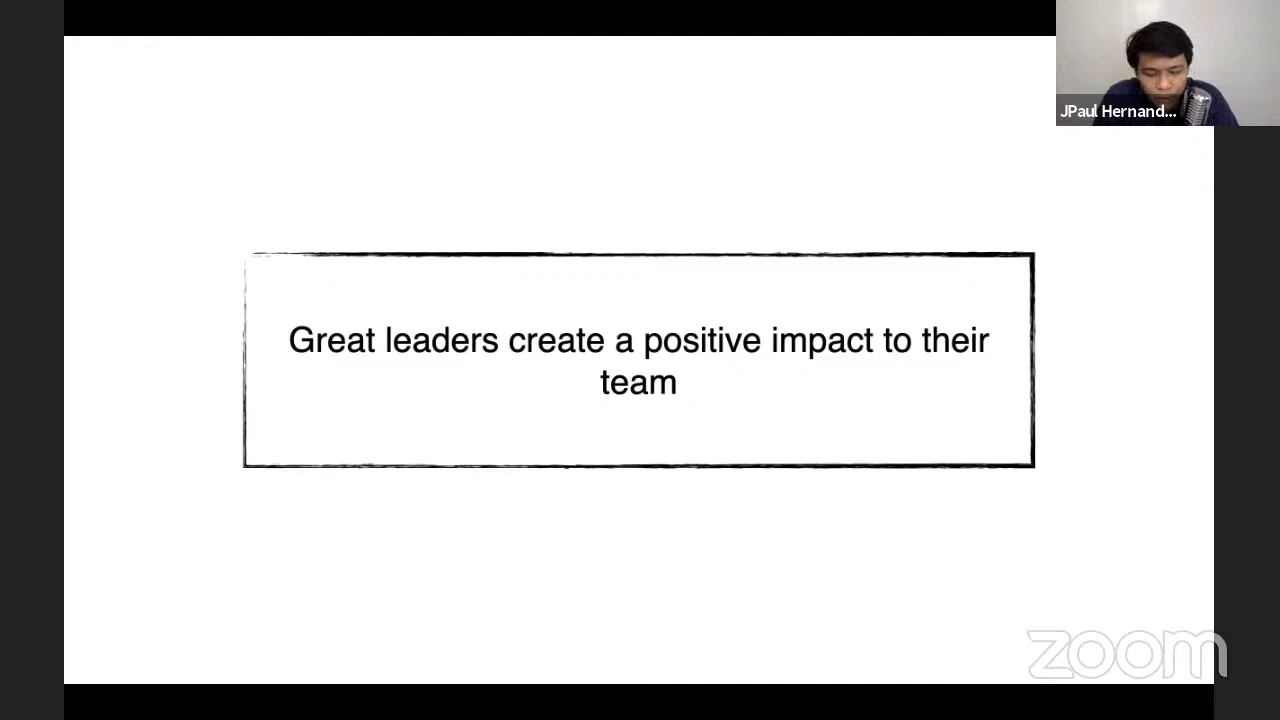 JPaul Hernand...
Great leaders create a positive impact to their
team
zoom